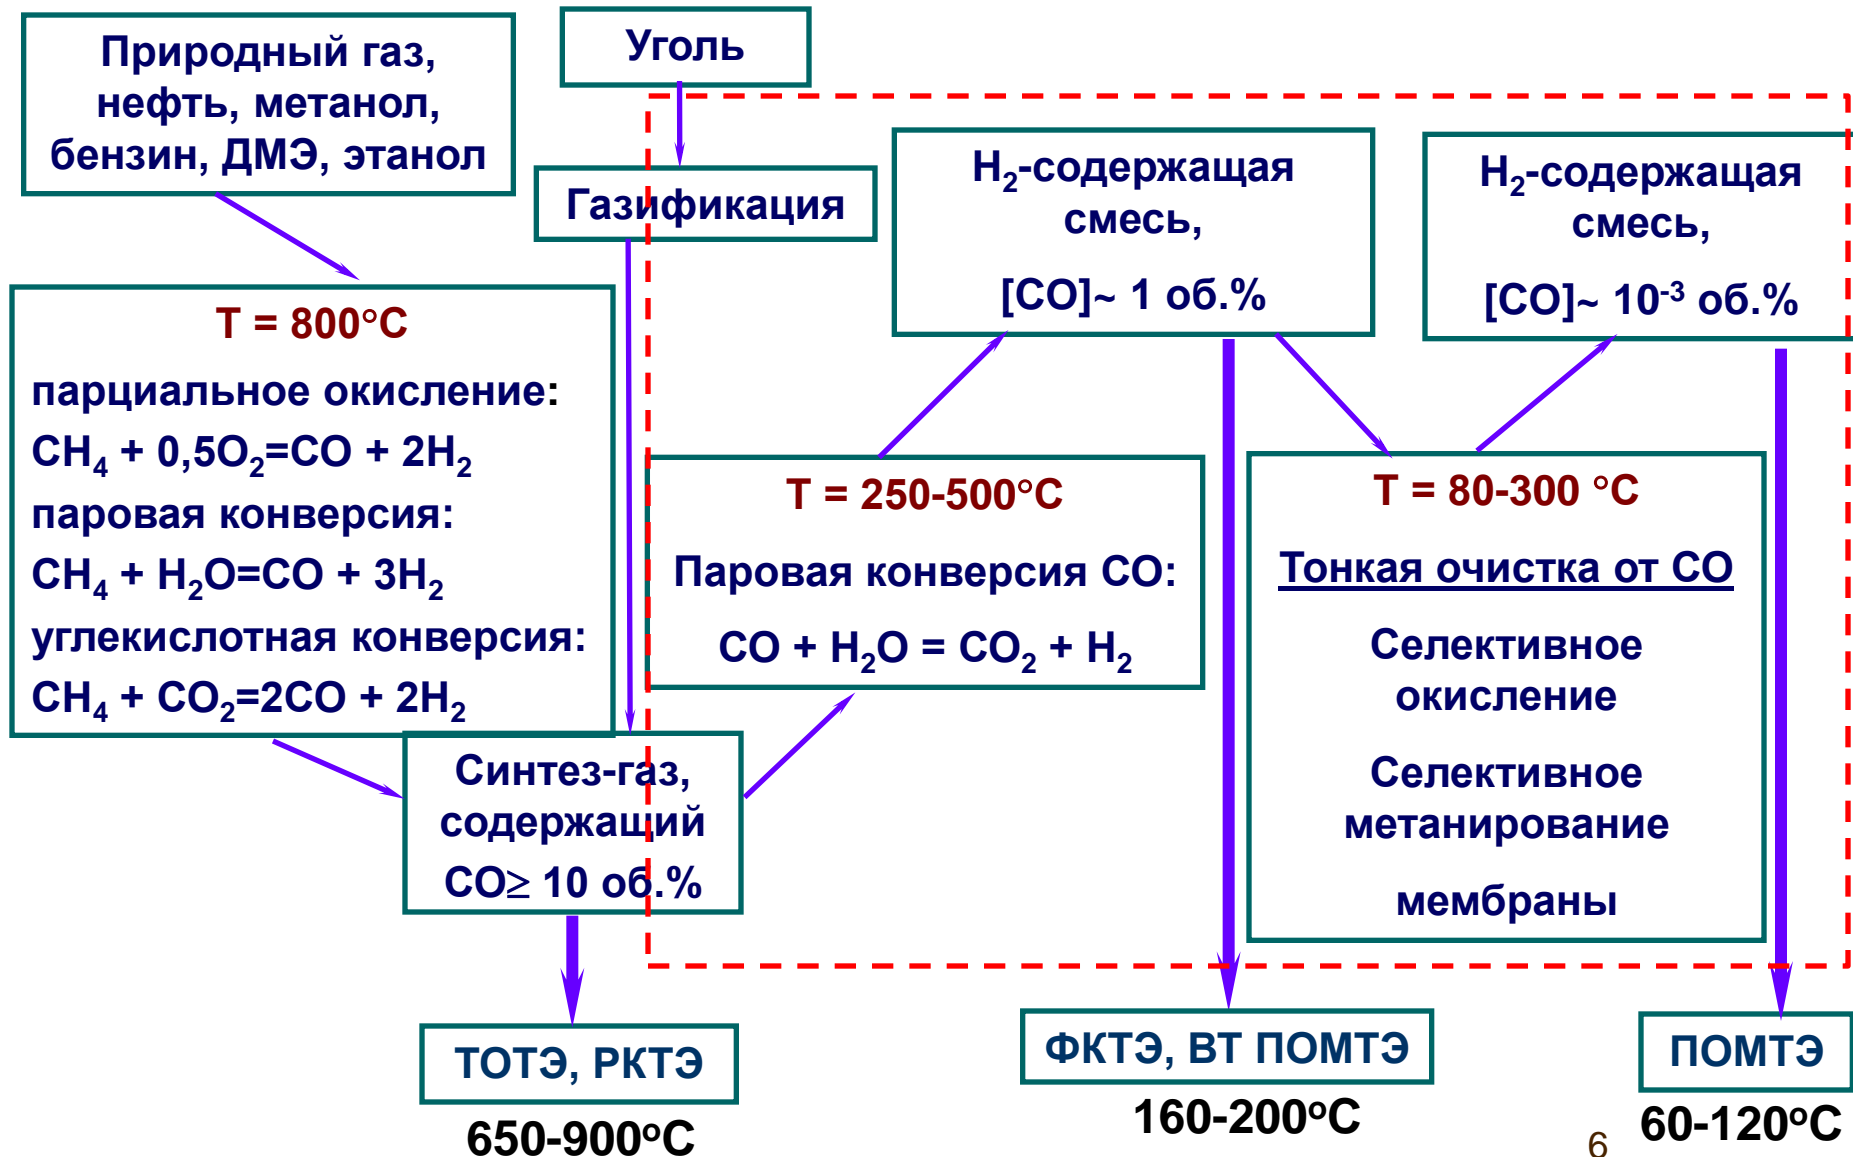 Природный газ,
нефть, метанол,
бензин, ДМЭ, этанол
Уголь
Газификация
T = 800°C
парциальное окисление:
CH₄ + 0,5O₂=CO + 2H₂
паровая конверсия:
CH₄ + H₂O=CO + 3H₂
углекислотная конверсия:
CH₄ + CO₂=2CO + 2H₂
Синтез-газ,
содержащий
CO≥ 10 об.%
T = 250-500°C
Паровая конверсия CO:
CO + H₂O = CO₂ + H₂
H₂-содержащая
смесь,
[CO]~ 1 об.%
T = 80-300 °C
Тонкая очистка от CO
Селективное
окисление
Селективное
метанирование
мембраны
H₂-содержащая
смесь,
[CO]~ 10⁻³ об.%
ТОТЭ, РКТЭ
650-900ºC
ФКТЭ, ВТ ПОМТЭ
160-200ºC
ПОМТЭ
60-120ºC
6